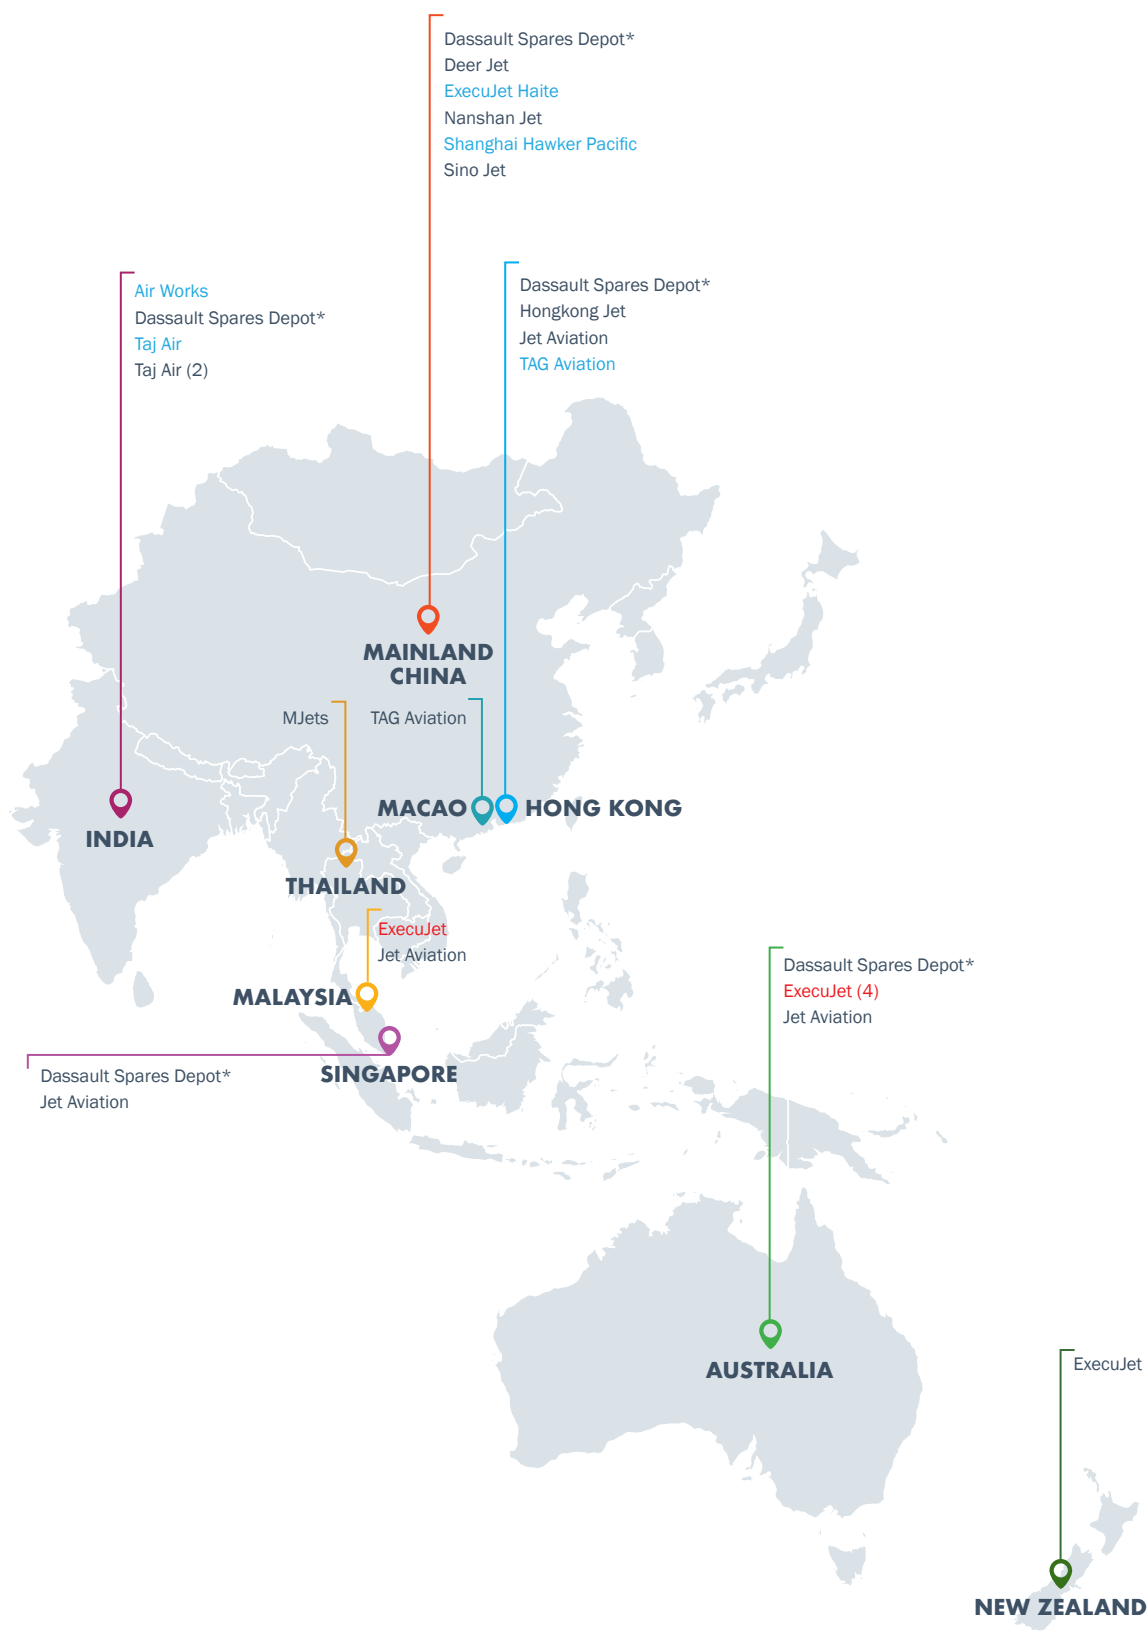 Dassault Spares Depot*
Deer Jet
ExecuJet Haite
Nanshan Jet
Shanghai Hawker Pacific
Sino Jet
Air Works
Dassault Spares Depot*
Taj Air
Taj Air (2)
Dassault Spares Depot*
Hongkong Jet
Jet Aviation
TAG Aviation
MAINLAND
CHINA
MJets
TAG Aviation
MACAO
HONG KONG
INDIA
THAILAND
ExecuJet
Jet Aviation
MALAYSIA
Dassault Spares Depot*
ExecuJet (4)
Jet Aviation
SINGAPORE
Dassault Spares Depot*
Jet Aviation
AUSTRALIA
ExecuJet
NEW ZEALAND